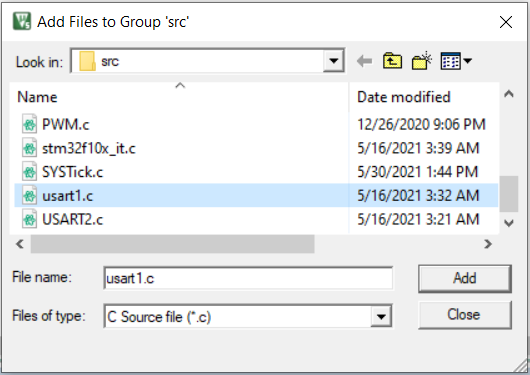 Add Files to Group 'src'
Look in: src
Name Date modified
PWM.c 12/26/2020 9:06 PM
stm32f10x_it.c 5/16/2021 3:39 AM
SYSTick.c 5/30/2021 1:44 PM
usart1.c 5/16/2021 3:32 AM
USART2.c 5/16/2021 3:21 AM
File name: usart1.c Add
Files of type: C Source file (*.c) Close